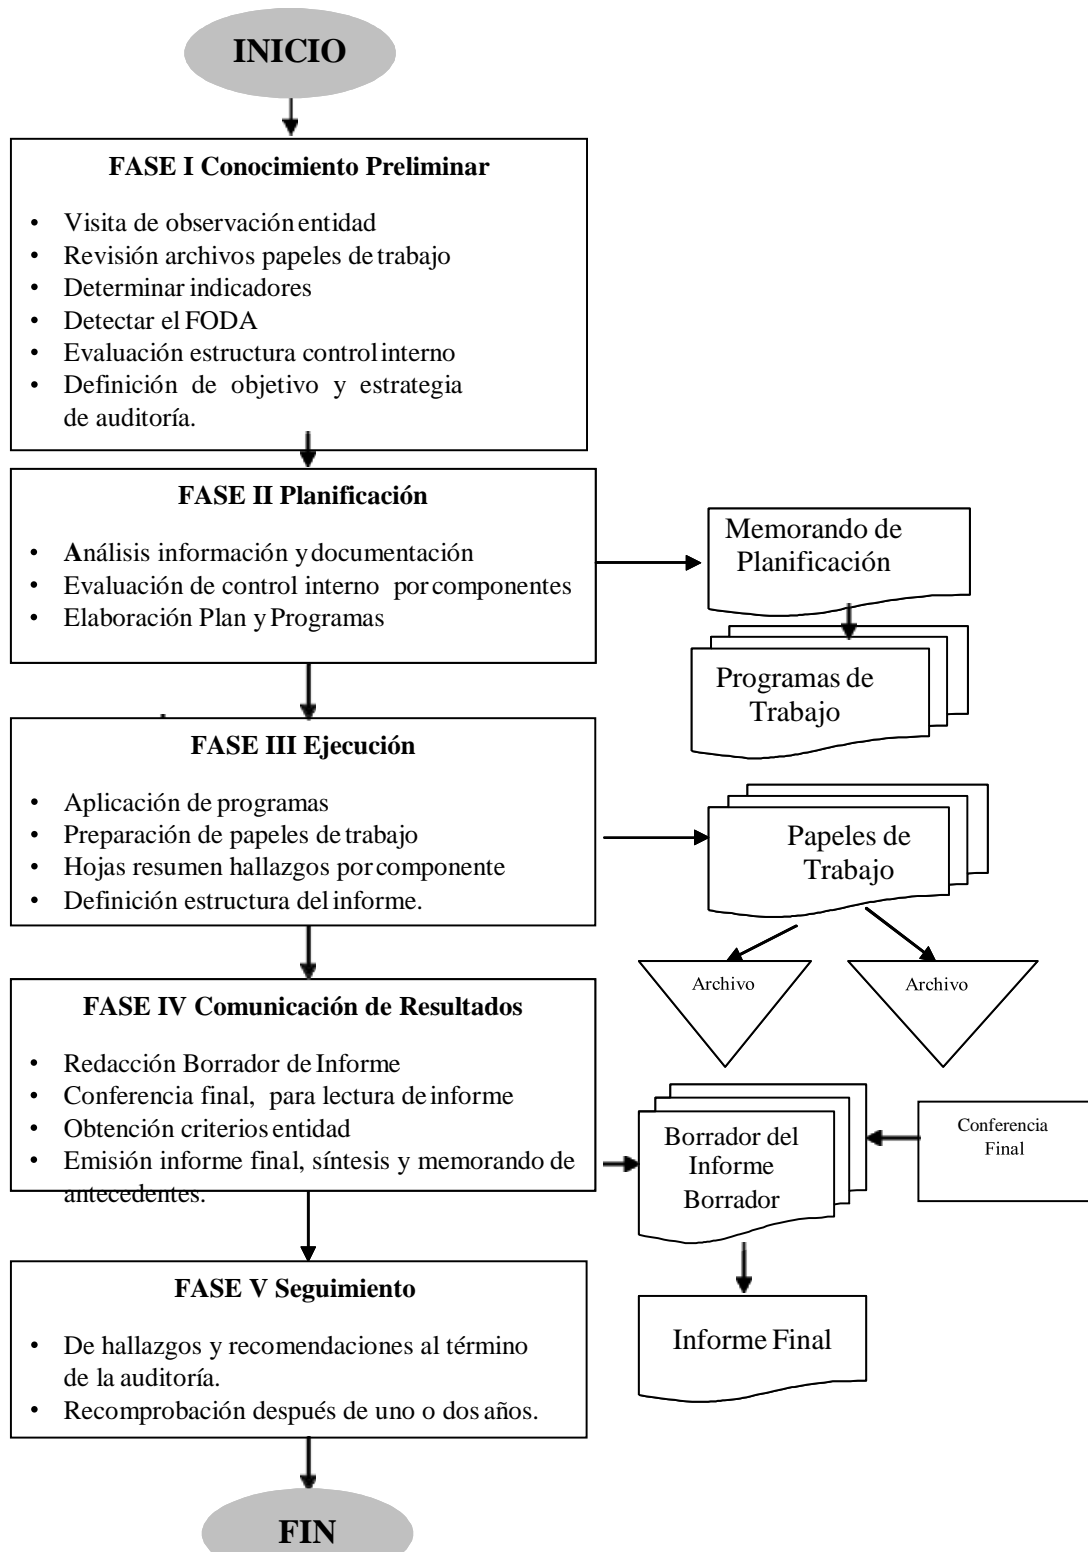 INICIO
FASE I Conocimiento Preliminar
• Visita de observación entidad
• Revisión archivos papeles de trabajo
• Determinar indicadores
• Detectar el FODA
• Evaluación estructura control interno
• Definición de objetivo y estrategia
de auditoría.
FASE II Planificación
• Análisis información y documentación
• Evaluación de control interno por componentes
• Elaboración Plan y Programas
Memorando de
Planificación
Programas de
Trabajo
FASE III Ejecución
• Aplicación de programas
• Preparación de papeles de trabajo
• Hojas resumen hallazgos por componente
• Definición estructura del informe.
Papeles de
Trabajo
Archivo
Archivo
FASE IV Comunicación de Resultados
• Redacción Borrador de Informe
• Conferencia final, para lectura de informe
• Obtención criterios entidad
• Emisión informe final, síntesis y memorando de
antecedentes.
Borrador del
Informe
Borrador
Conferencia
Final
FASE V Seguimiento
• De hallazgos y recomendaciones al término
de la auditoría.
• Recomprobación después de uno o dos años.
Informe Final
FIN